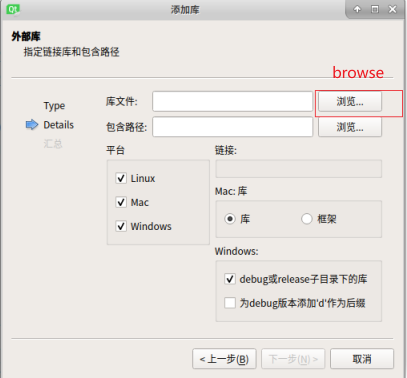 Qt
添加库
外部库
指定链接库和包含路径
browse
Type
Details
汇总
库文件:
浏览...
包含路径:
浏览...
平台
Linux
Mac
Windows
链接:
Mac: 库
库
框架
Windows:
debug或release子目录下的库
为debug版本添加'd'作为后缀
< 上一步(B)
下一步(N) >
取消